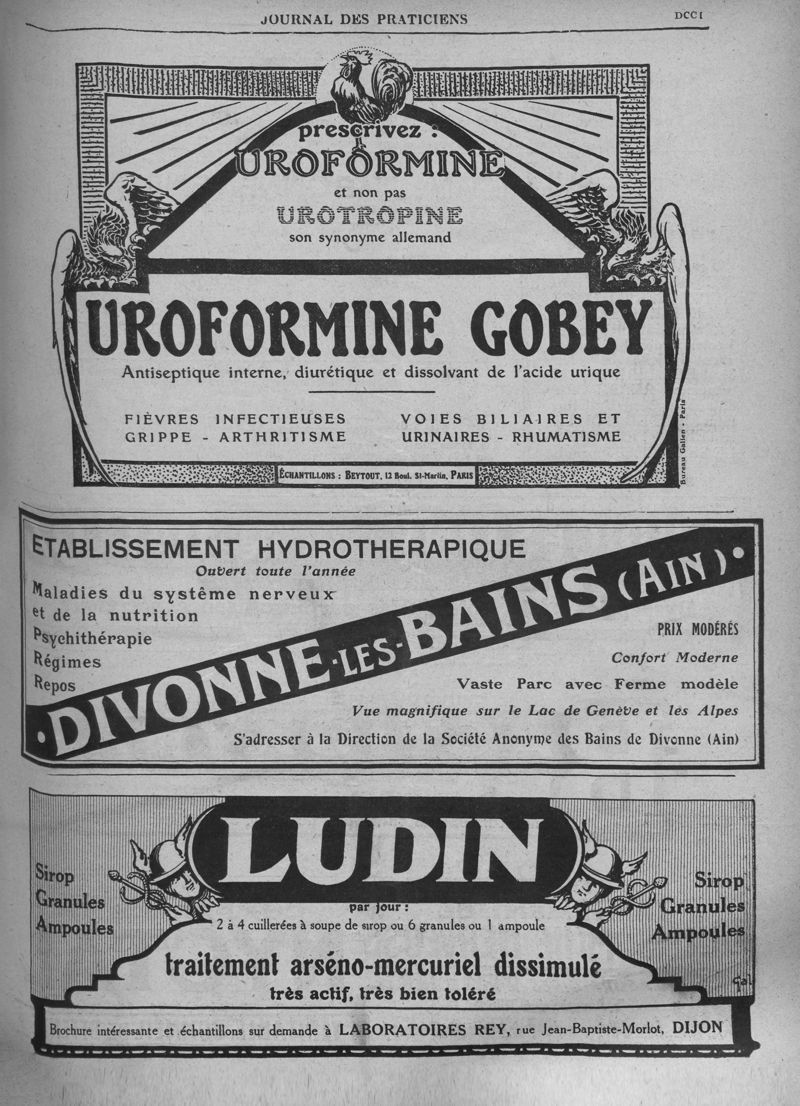 JOURNAL DES PRATICIENS
DCCI
prescrivez :
UROFORMINE
et non pas
UROTROPINE
son synonyme allemand
UROFORMINE GOBEY
Antiseptique interne, diurétique et dissolvant de l'acide urique
FIÈVRES INFECTIEUSES
GRIPPE - ARTHRITISME
VOIES BILIAIRES ET
URINAIRES - RHUMATISME
ÉCHANTILLONS : BEYTOUT, 12 Boul. St-Martin, PARIS
Bureau Gallen - Paris
ETABLISSEMENT HYDROTHERAPIQUE
Ouvert toute l'année
Maladies du système nerveux
et de la nutrition
Psychithérapie
Régimes
Repos
·DIVONNE·LES-BAINS (AIN)·
PRIX MODÉRÉS
Confort Moderne
Vaste Parc avec Ferme modèle
Vue magnifique sur le Lac de Genève et les Alpes
S'adresser à la Direction de la Société Anonyme des Bains de Divonne (Ain)
LUDIN
Sirop
Granules
Ampoules
Sirop
Granules
Ampoules
par jour :
2 à 4 cuillerées à soupe de sirop ou 6 granules ou 1 ampoule
traitement arséno-mercuriel dissimulé
très actif, très bien toléré
Gal
Brochure intéressante et échantillons sur demande à LABORATOIRES REY, rue Jean-Baptiste-Morlot, DIJON